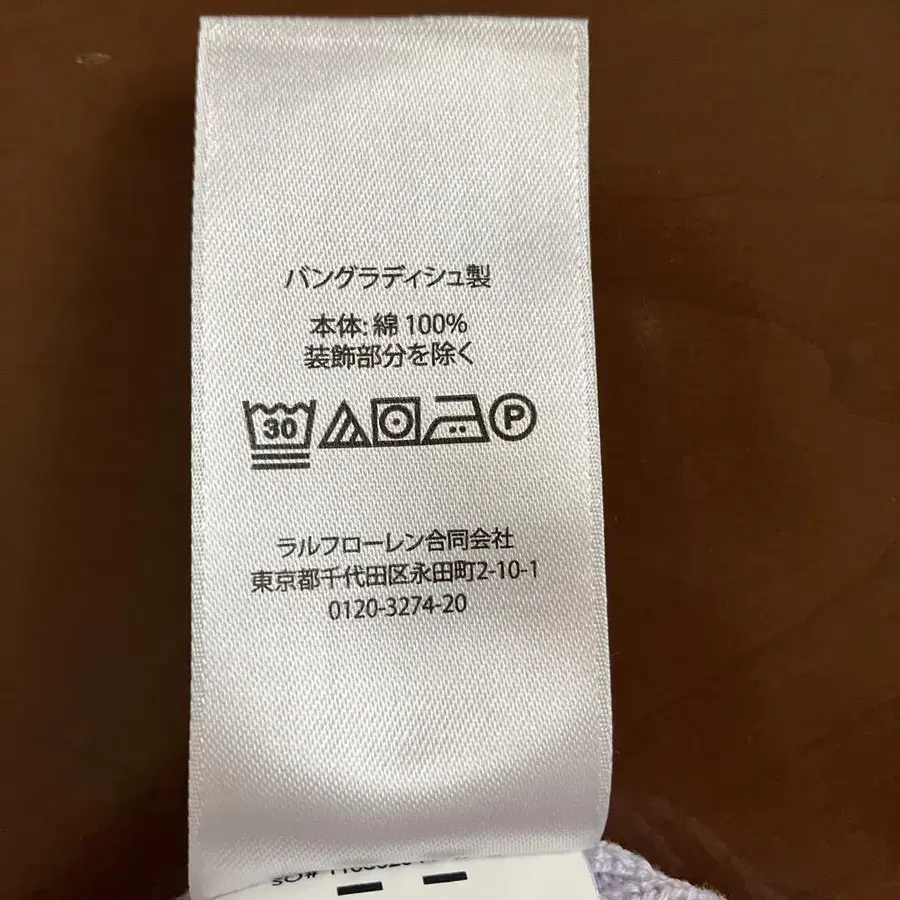 バングラディシュ製
本体: 綿 100%
装飾部分を除く
30
P
ラルフローレン合同会社
東京都千代田区永田町2-10-1
0120-3274-20